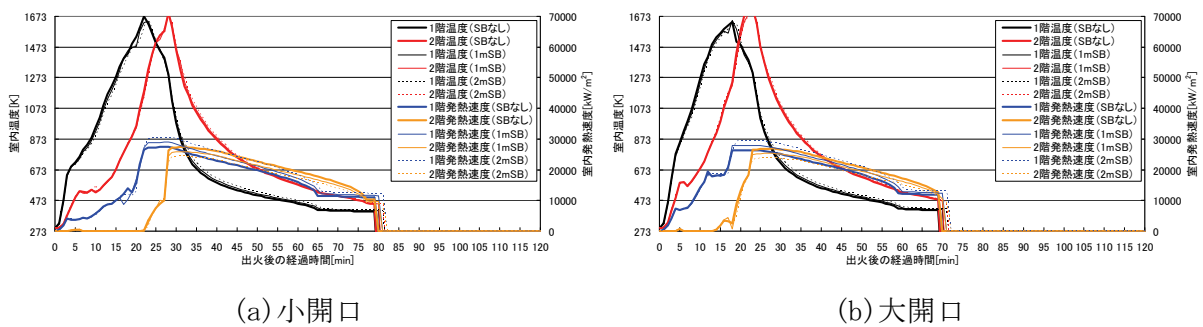 1673
1473
1273
1073
873
673
473
273
室内温度[K]
70000
60000
50000
40000
30000
20000
10000
0
室内発熱速度[kW/m²]
1階温度(SBなし)
2階温度(SBなし)
1階温度(1mSB)
2階温度(1mSB)
1階温度(2mSB)
2階温度(2mSB)
1階発熱速度(SBなし)
2階発熱速度(SBなし)
1階発熱速度(1mSB)
2階発熱速度(1mSB)
1階発熱速度(2mSB)
2階発熱速度(2mSB)
0 5 10 15 20 25 30 35 40 45 50 55 60 65 70 75 80 85 90 95 100 105 110 115 120
出火後の経過時間[min]
(a)小開口
1673
1473
1273
1073
873
673
473
273
室内温度[K]
70000
60000
50000
40000
30000
20000
10000
0
室内発熱速度[kW/m²]
1階温度(SBなし)
2階温度(SBなし)
1階温度(1mSB)
2階温度(1mSB)
1階温度(2mSB)
2階温度(2mSB)
1階発熱速度(SBなし)
2階発熱速度(SBなし)
1階発熱速度(1mSB)
2階発熱速度(1mSB)
1階発熱速度(2mSB)
2階発熱速度(2mSB)
0 5 10 15 20 25 30 35 40 45 50 55 60 65 70 75 80 85 90 95 100 105 110 115 120
出火後の経過時間[min]
(b)大開口